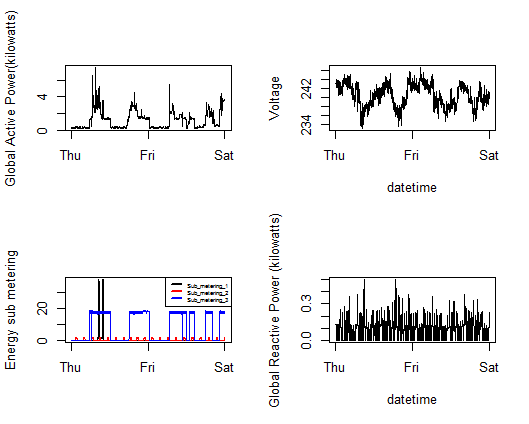 Global Active Power(kilowatts)
0
4
Thu
Fri
Sat
Voltage
234
242
Thu
Fri
Sat
datetime
Energy sub metering
0
20
Sub_metering_1
Sub_metering_2
Sub_metering_3
Thu
Fri
Sat
Global Reactive Power (kilowatts)
0.0
0.3
Thu
Fri
Sat
datetime